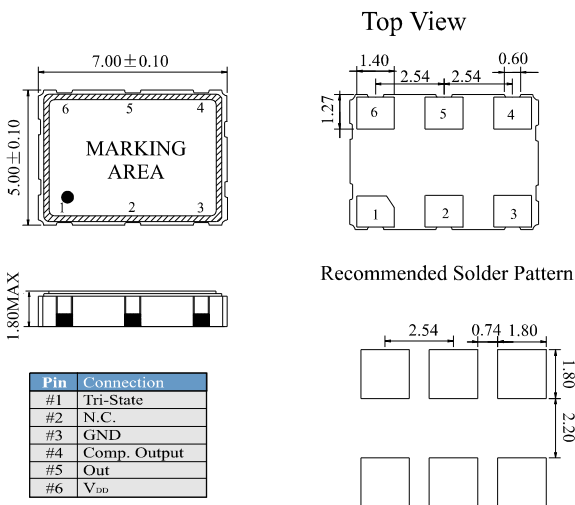 Top View
7.00±0.10
5.00±0.10
6 5 4
MARKING
AREA
1 2 3
1.40
2.54 2.54
0.60
1.27
6 5 4
1 2 3
1.80MAX
Recommended Solder Pattern
2.54 0.74 1.80
1.80
2.20
Pin Connection
#1 Tri-State
#2 N.C.
#3 GND
#4 Comp. Output
#5 Out
#6 VDD